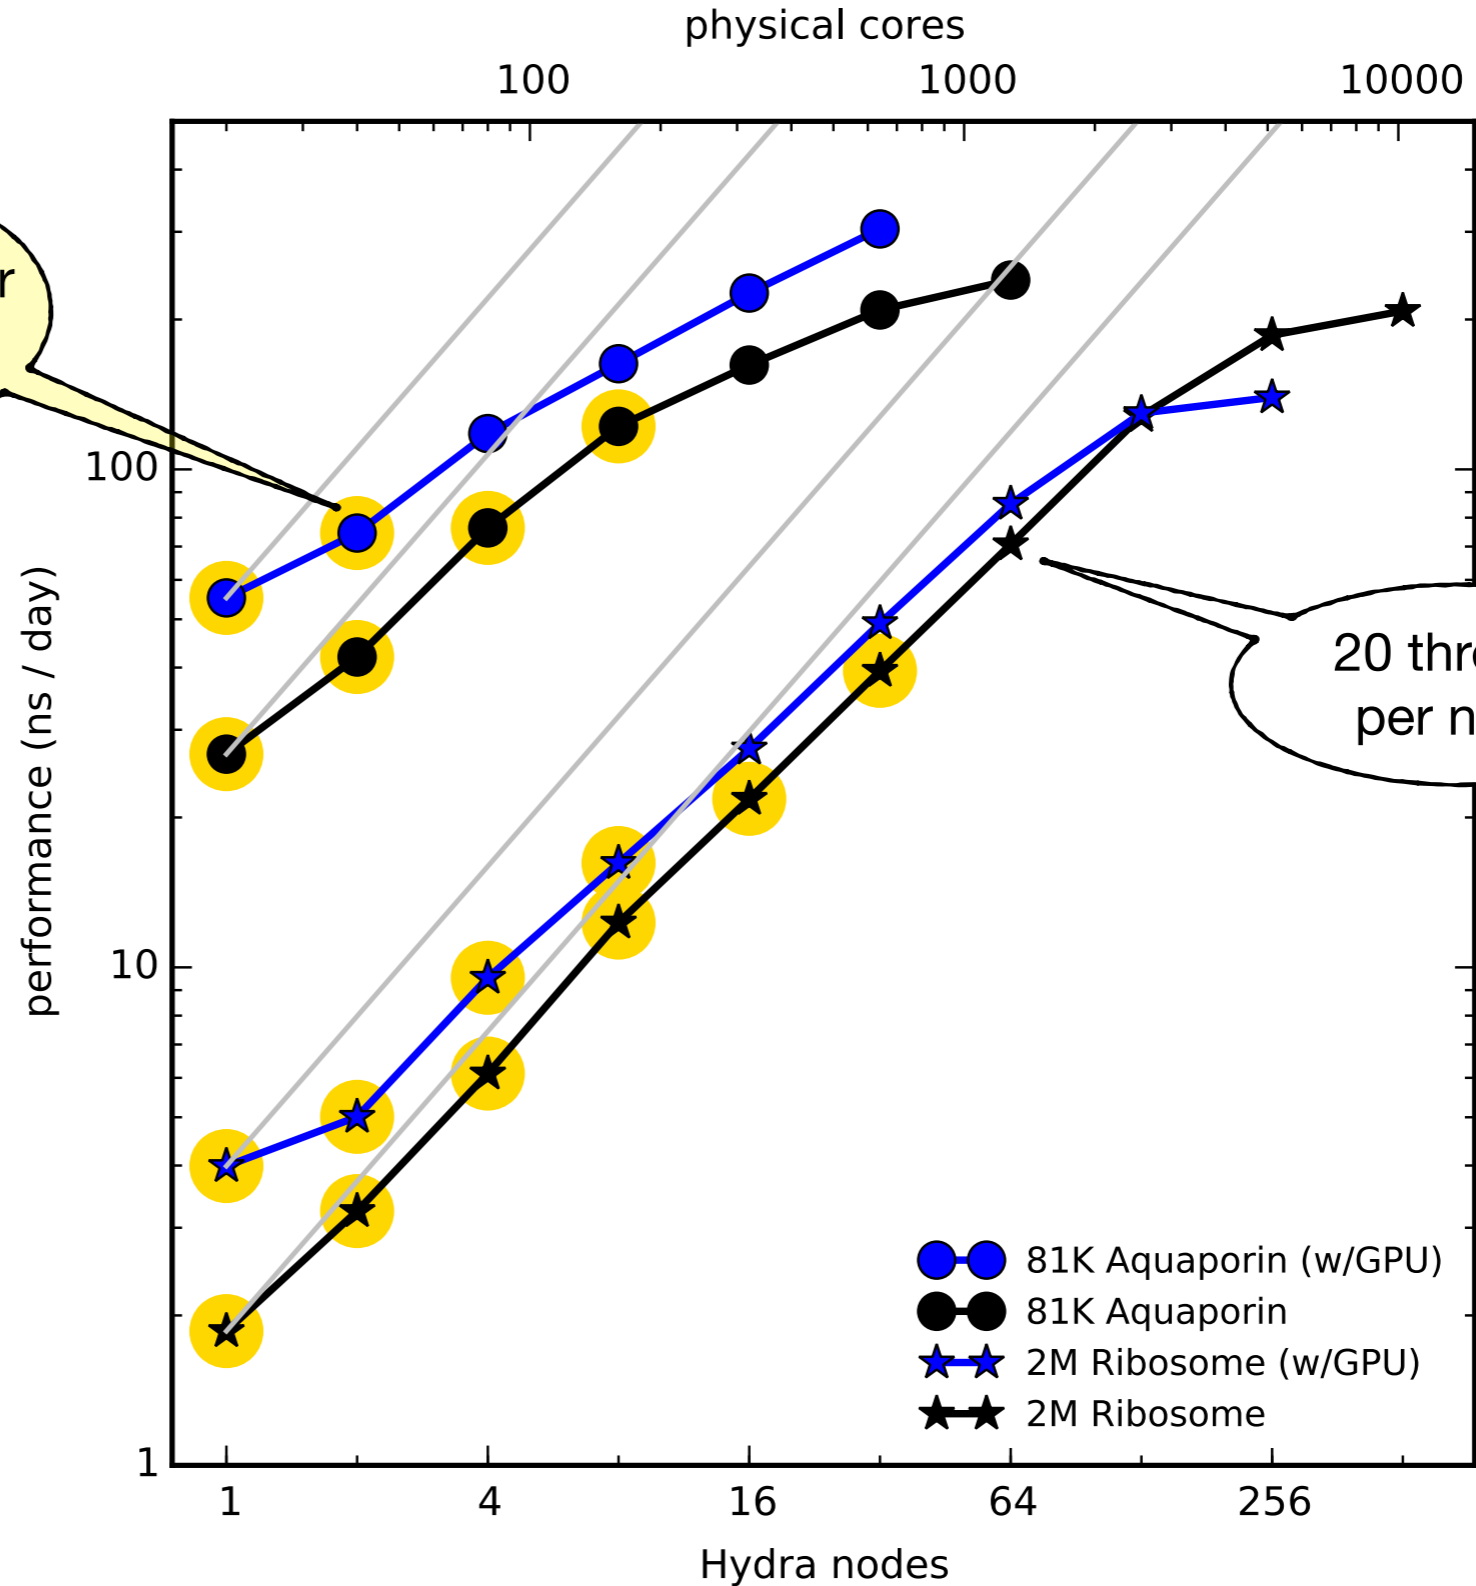 physical cores
100 1000 10000
r
100
10
1
performance (ns / day)
20 thr
per n
81K Aquaporin (w/GPU)
81K Aquaporin
2M Ribosome (w/GPU)
2M Ribosome
1 4 16 64 256
Hydra nodes